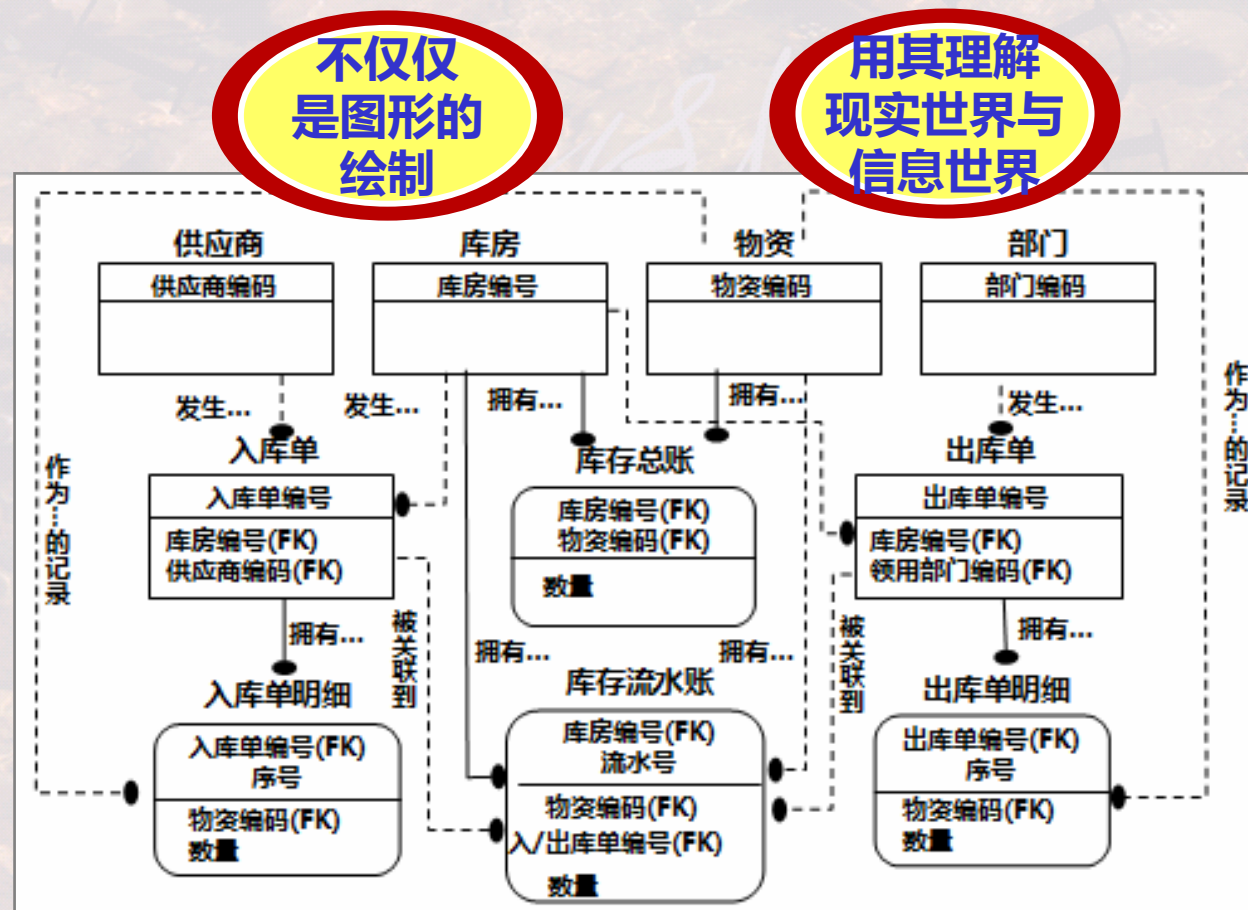 不仅仅
是图形的
绘制
用其理解
现实世界与
信息世界
供应商
库房
物资
部门
供应商编码
库房编号
物资编码
部门编码
发生...
发生...
拥有...
拥有...
发生...
作为...的记录
作为...的记录
入库单
入库单编号
库房编号(FK)
供应商编码(FK)
库存总账
库房编号(FK)
物资编码(FK)
数量
出库单
出库单编号
库房编号(FK)
领用部门编码(FK)
拥有...
被关联到
拥有...
拥有...
被关联到
拥有...
入库单明细
入库单编号(FK)
序号
物资编码(FK)
数量
库存流水账
库房编号(FK)
流水号
物资编码(FK)
入/出库单编号(FK)
数量
出库单明细
出库单编号(FK)
序号
物资编码(FK)
数量